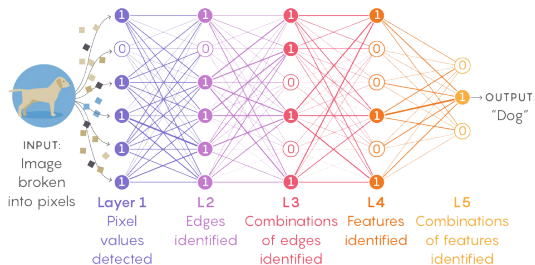 1 1 1 1
0 0 1 0
0
1 1 0 0
1
OUTPUT:
"Dog"
1 1 1 1
0
INPUT:
Image
broken
into pixels
1 1 0 0
1 1 1 1
Layer 1
Pixel
values
detected
L2
Edges
identified
L3
Combinations
of edges
identified
L4
Features
identified
L5
Combinations
of features
identified